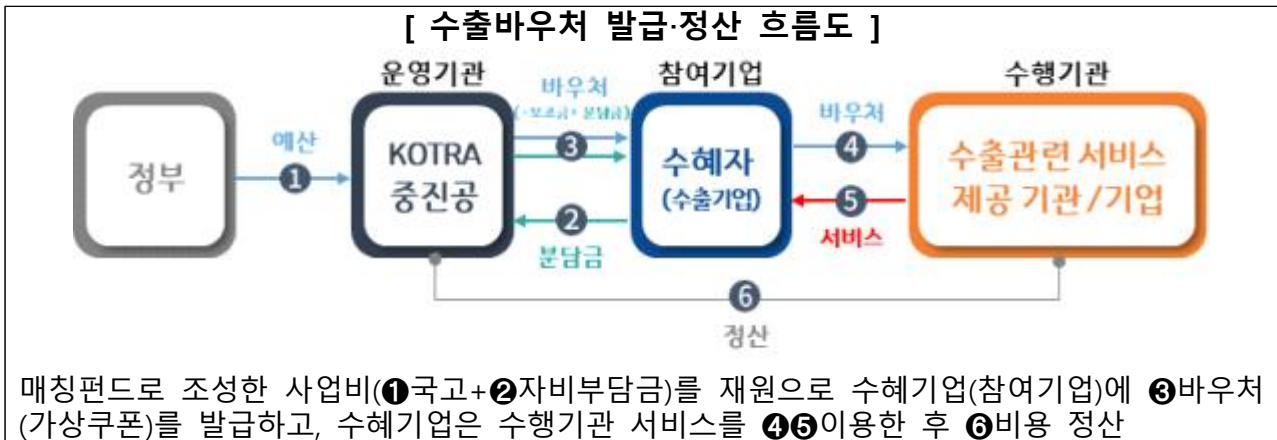 [ 수출바우처 발급·정산 흐름도 ]
운영기관
참여기업
수행기관
바우처
(=보조금+분담금)
바우처
예산
정부
❶
KOTRA
중진공
❸
수혜자
(수출기업)
❹
수출관련 서비스
제공 기관/기업
❷
분담금
❺
서비스
❻
정산
매칭펀드로 조성한 사업비(❶국고+❷자비부담금)를 재원으로 수혜기업(참여기업)에 ❸바우처
(가상쿠폰)를 발급하고, 수혜기업은 수행기관 서비스를 ❹❺이용한 후 ❻비용 정산